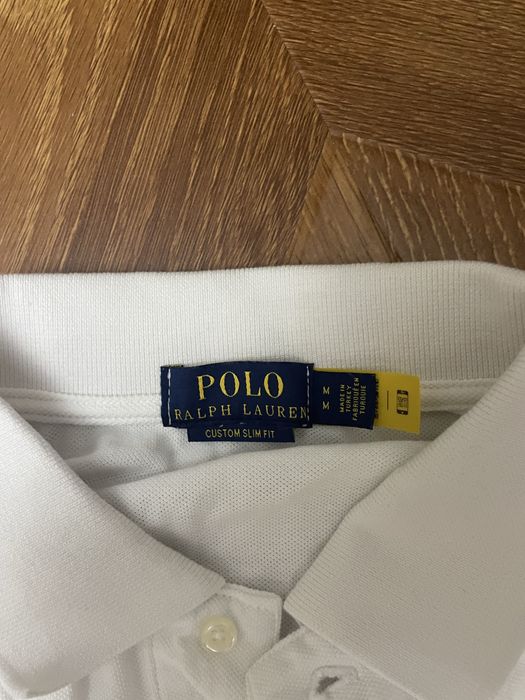 POLO
RALPH LAUREN
CUSTOM SLIM FIT
M
M
MADE IN
TURKEY
FABRIQUÉ EN
TURQUIE